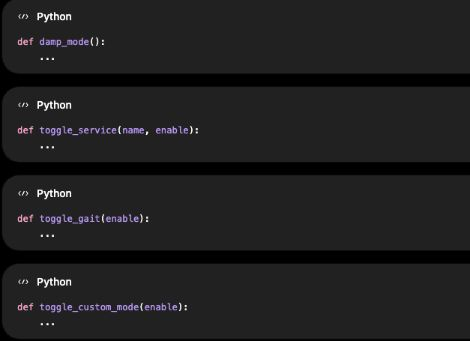 </> Python
def damp_mode():
...
</> Python
def toggle_service(name, enable):
...
</> Python
def toggle_gait(enable):
...
</> Python
def toggle_custom_mode(enable):
...